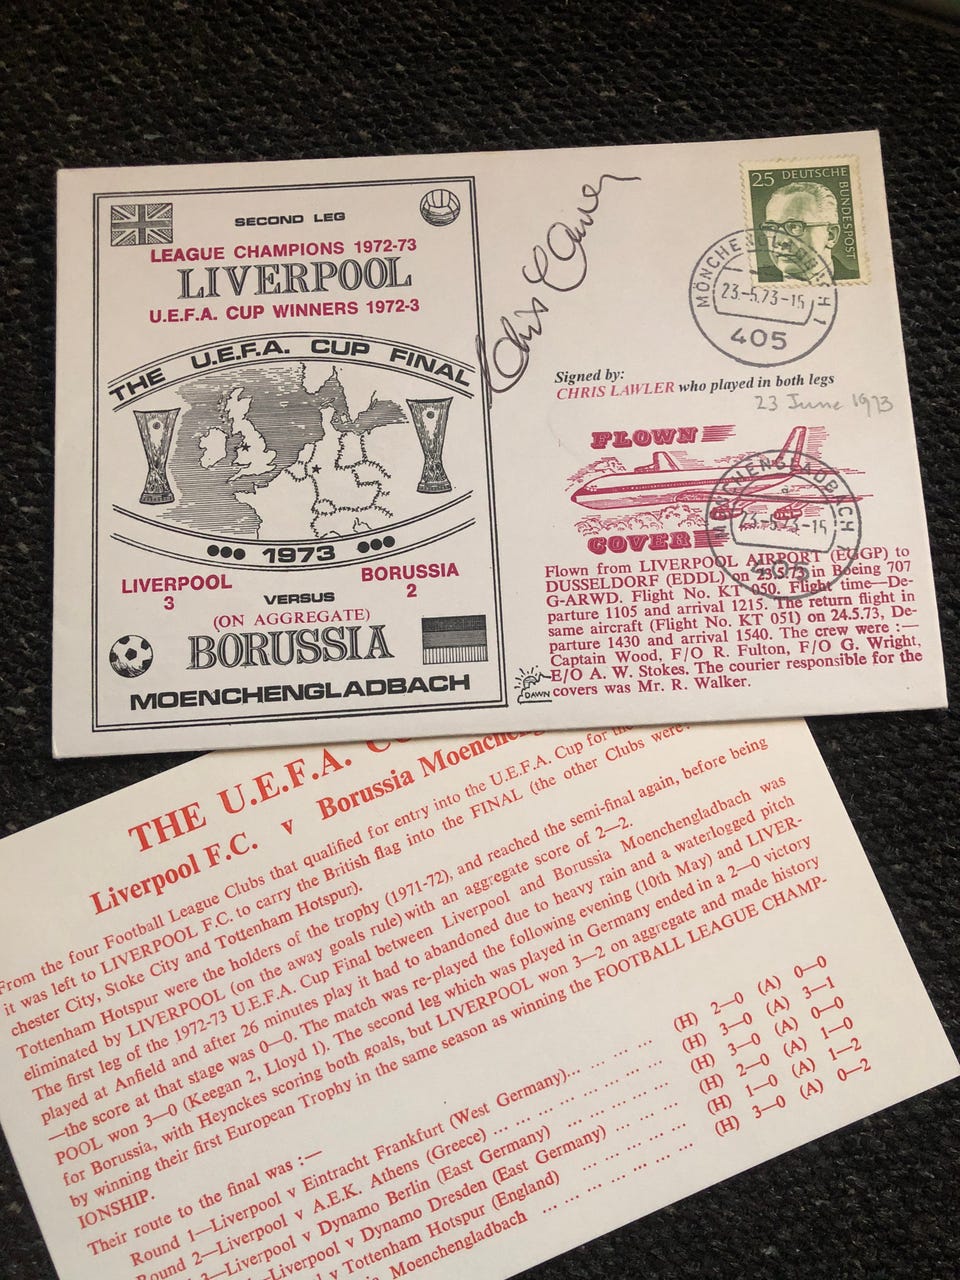 SECOND LEG
LEAGUE CHAMPIONS 1972-73
LIVERPOOL
U.E.F.A. CUP WINNERS 1972-3
THE U.E.F.A. CUP FINAL
1973
LIVERPOOL
3
BORUSSIA
2
VERSUS
(ON AGGREGATE)
BORUSSIA
MOENCHENGLADBACH
Chris Lawler
25 DEUTSCHE
BUNDESPOST
MÖNCHENGLADBACH 1
23.-5.73-15
405
Signed by:
CHRIS LAWLER who played in both legs
23 June 1973
FLOWN
COVER
MÖNCHENGLADBACH
23.-5.73-15
405
Flown from LIVERPOOL AIRPORT (EGGP) to
DUSSELDORF (EDDL) on 23.5.73 in Boeing 707
G-ARWD. Flight No. KT 050. Flight time—De-
parture 1105 and arrival 1215. The return flight in
same aircraft (Flight No. KT 051) on 24.5.73, De-
parture 1430 and arrival 1540. The crew were :—
Captain Wood, F/O R. Fulton, F/O G. Wright,
E/O A. W. Stokes. The courier responsible for the
covers was Mr. R. Walker.
DAWN
THE U.E.F.A.
Liverpool F.C. v Borussia
From the four Football League Clubs that qualified for entry into the U.E.F.A. Cup for
it was left to LIVERPOOL F.C. to carry the British flag into the FINAL (the other Clubs were
chester City, Stoke City and Tottenham Hotspur).
Tottenham Hotspur were the holders of the trophy (1971-72), and reached the semi-final again, before being
eliminated by LIVERPOOL (on the away goals rule) with an aggregate score of 2—2.
The first leg of the 1972-73 U.E.F.A. Cup Final between Liverpool and Borussia Moenchengladbach was
played at Anfield and after 26 minutes play it had to abandoned due to heavy rain and a waterlogged pitch
—the score at that stage was 0—0. The match was re-played the following evening (10th May) and LIVER-
POOL won 3—0 (Keegan 2, Lloyd 1). The second leg which was played in Germany ended in a 2—0 victory
for Borussia, with Heynckes scoring both goals, but LIVERPOOL won 3—2 on aggregate and made history
by winning their first European Trophy in the same season as winning the FOOTBALL LEAGUE CHAMP-
IONSHIP.
Their route to the final was :—
Round 1—Liverpool v Eintracht Frankfurt (West Germany)... ... ... ... (H) 2—0 (A) 0—0
Round 2—Liverpool v A.E.K. Athens (Greece) ... ... ... ... ... ... (H) 3—0 (A) 3—1
3—Liverpool v Dynamo Berlin (East Germany) ... ... ... ... ... (H) 3—0 (A) 0—0
—Liverpool v Dynamo Dresden (East Germany) ... ... ... ... ... (H) 2—0 (A) 1—0
v Tottenham Hotspur (England) ... ... ... ... ... (H) 1—0 (A) 1—2
Moenchengladbach ... ... ... ... ... ... (H) 3—0 (A) 0—2